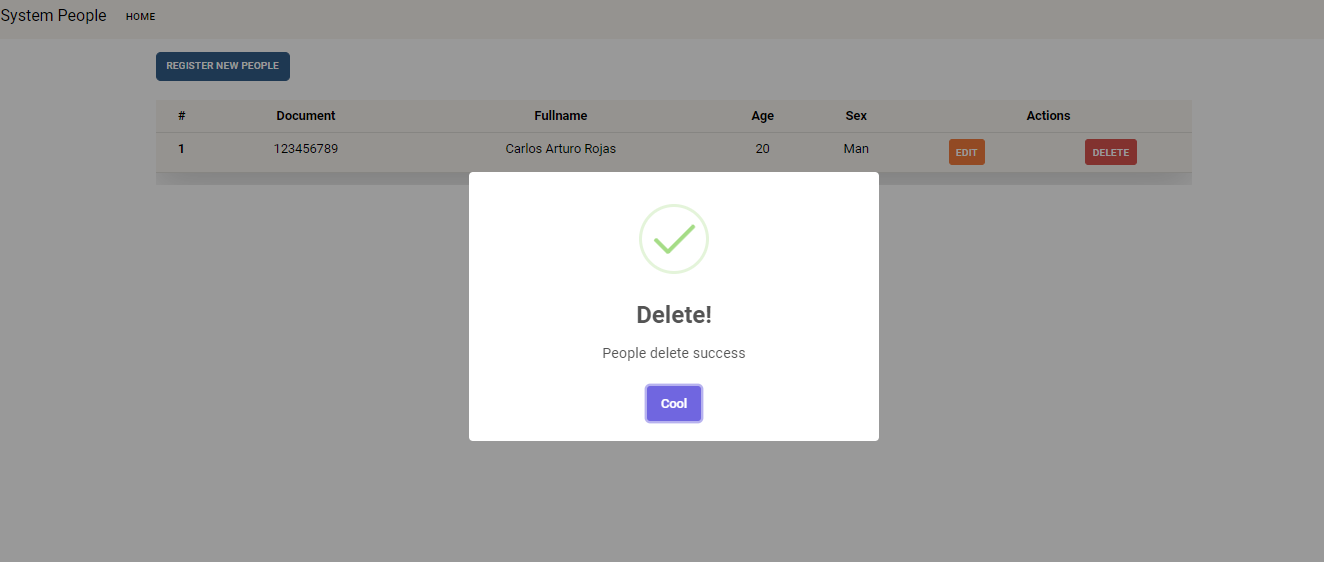 System People HOME
REGISTER NEW PEOPLE
# Document Fullname Age Sex Actions
1 123456789 Carlos Arturo Rojas 20 Man EDIT DELETE
Delete!
People delete success
Cool